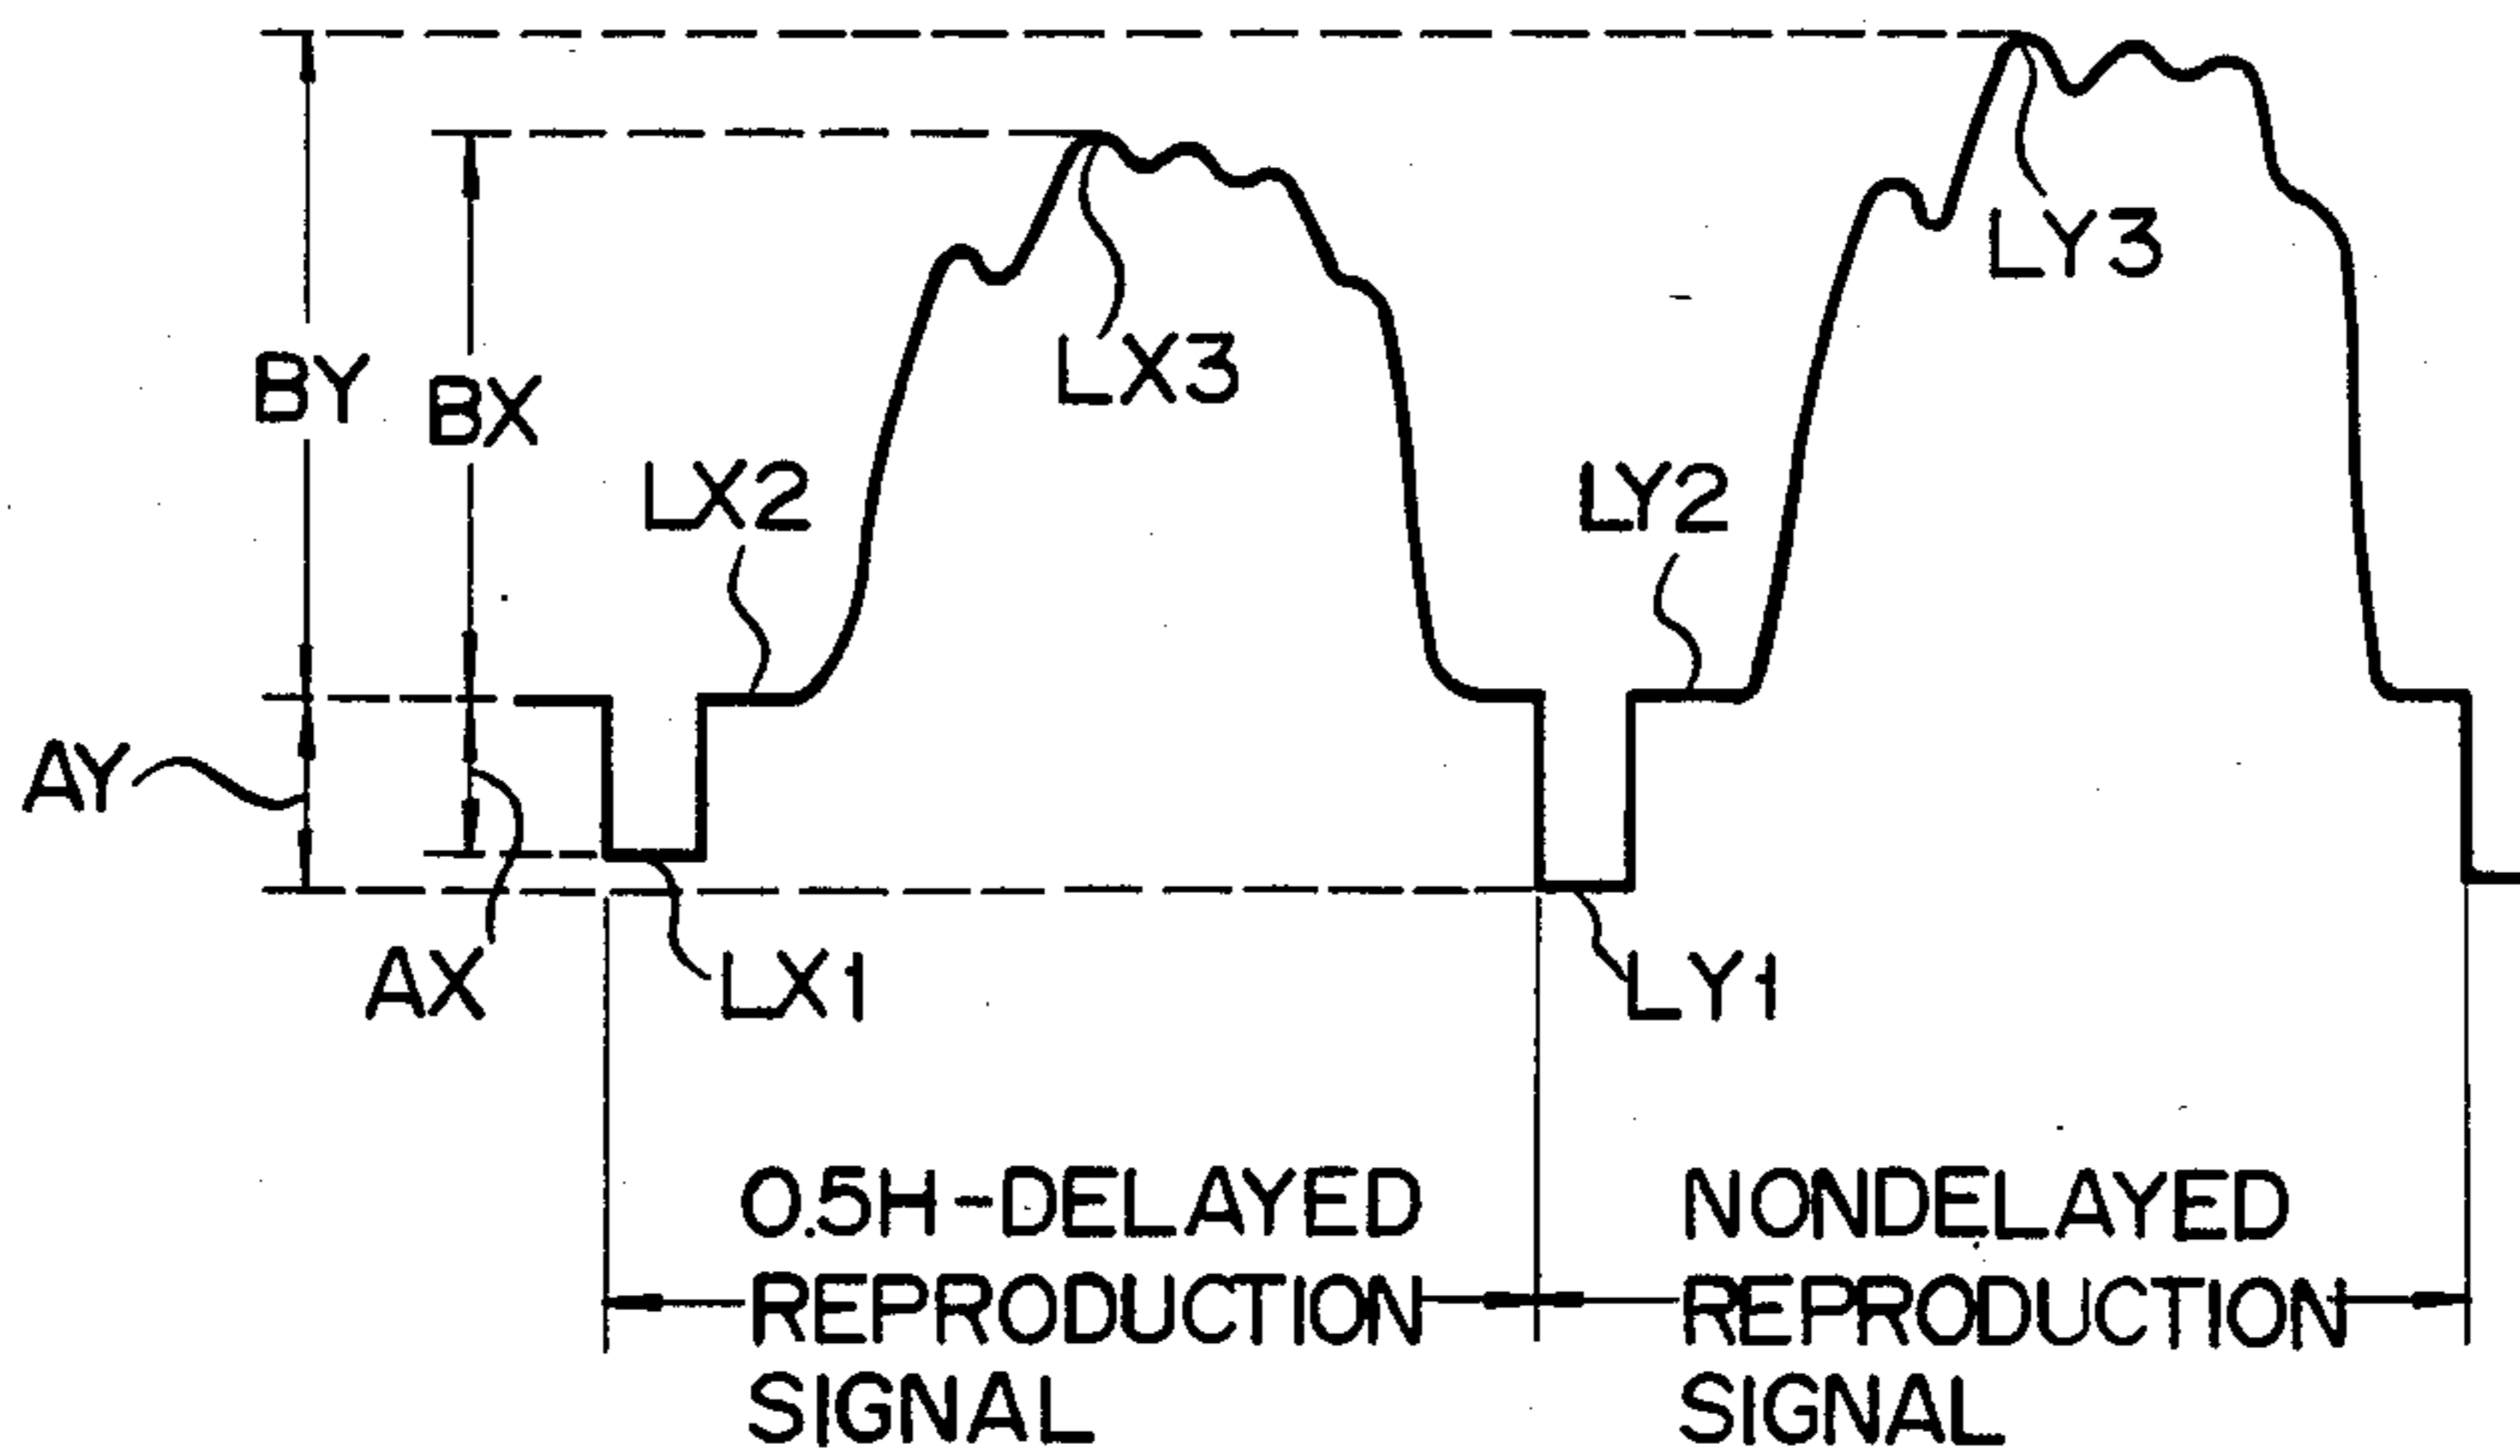 LY3
BY
BX
LX3
LX2
LY2
AY
AX
LX1
LY1
0.5H-DELAYED
REPRODUCTION
SIGNAL
NONDELAYED
REPRODUCTION
SIGNAL